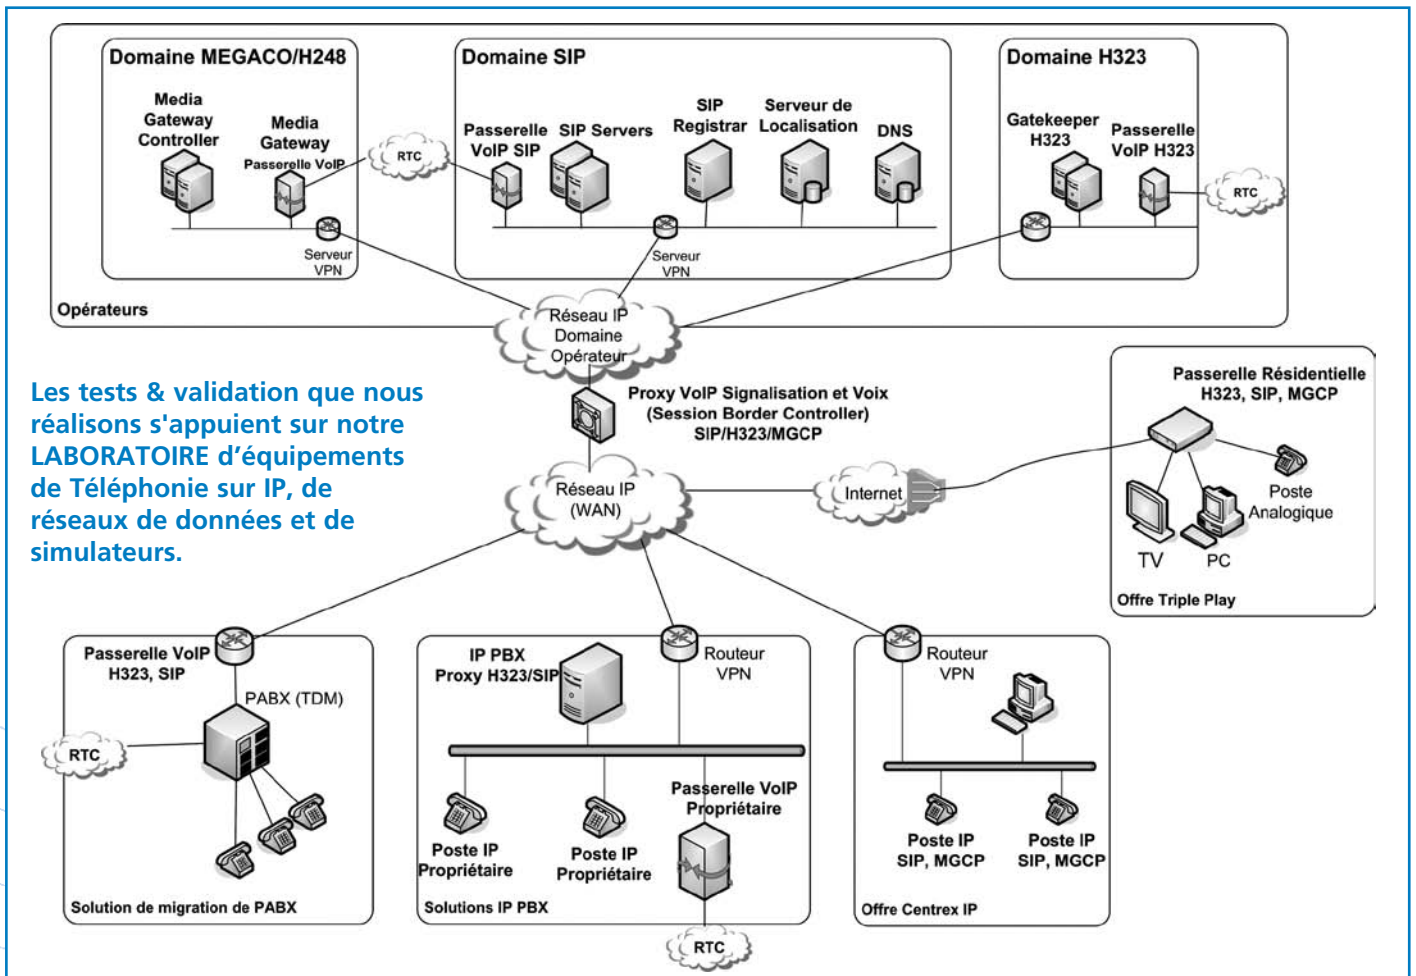 Domaine MEGACO/H248
Media
Gateway
Controller
Media
Gateway
Passerelle VoIP
Serveur
VPN
RTC
Domaine SIP
Passerelle
VoIP SIP
SIP Servers
SIP
Registrar
Serveur de
Localisation
DNS
Serveur
VPN
Domaine H323
Gatekeeper
H323
Passerelle
VoIP H323
RTC
Opérateurs
Réseau IP
Domaine
Opérateur
Les tests & validation que nous
réalisons s'appuient sur notre
LABORATOIRE d’équipements
de Téléphonie sur IP, de
réseaux de données et de
simulateurs.
Proxy VoIP Signalisation et Voix
(Session Border Controller)
SIP/H323/MGCP
Réseau IP
(WAN)
Internet
Passerelle Résidentielle
H323, SIP, MGCP
Poste
Analogique
TV
PC
Offre Triple Play
Passerelle VoIP
H323, SIP
PABX (TDM)
RTC
Solution de migration de PABX
IP PBX
Proxy H323/SIP
Routeur
VPN
Poste IP
Propriétaire
Poste IP
Propriétaire
Passerelle VoIP
Propriétaire
Solutions IP PBX
RTC
Routeur
VPN
Poste IP
SIP, MGCP
Poste IP
SIP, MGCP
Offre Centrex IP